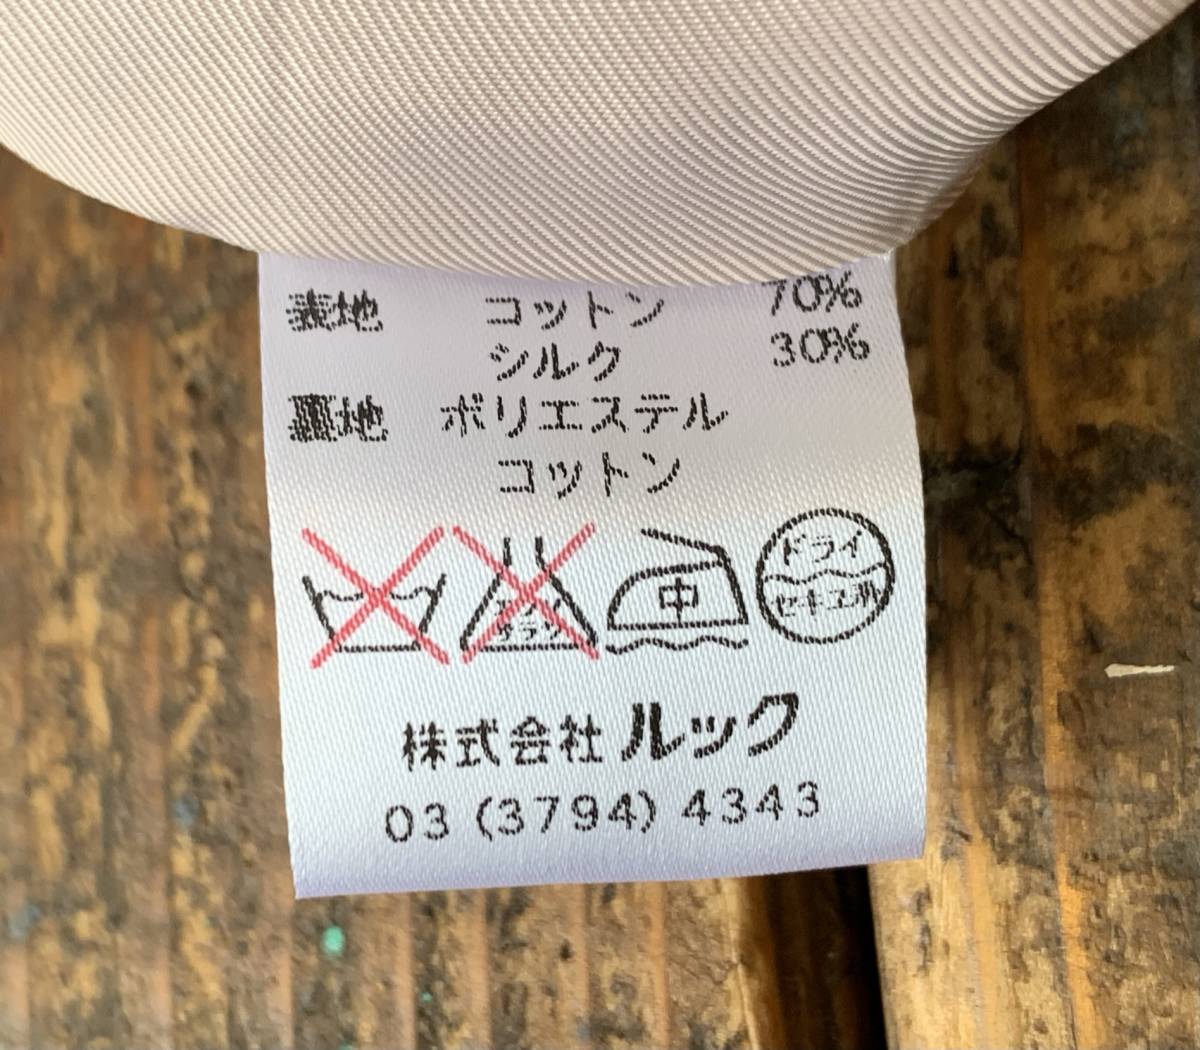 表地 コットン 70%
シルク 30%
裏地 ポリエステル
コットン
中
ドライ
セキユ系
株式会社 ルック
03 (3794) 4343